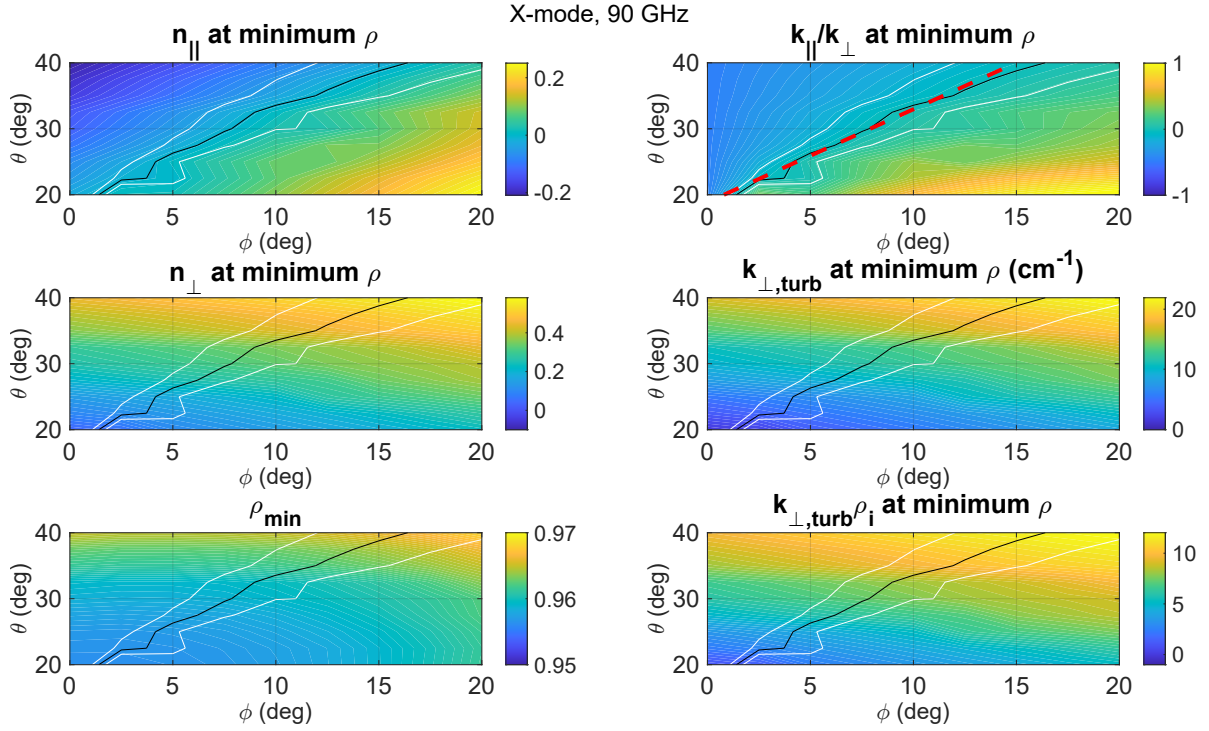 X-mode, 90 GHz
n|| at minimum ρ
40
30
20
θ (deg)
0 5 10 15 20
φ (deg)
0.2
0
-0.2
k||/k⊥ at minimum ρ
40
30
20
θ (deg)
0 5 10 15 20
φ (deg)
1
0
-1
n⊥ at minimum ρ
40
30
20
θ (deg)
0 5 10 15 20
φ (deg)
0.4
0.2
0
k⊥,turb at minimum ρ (cm-1)
40
30
20
θ (deg)
0 5 10 15 20
φ (deg)
20
10
0
ρmin
40
30
20
θ (deg)
0 5 10 15 20
φ (deg)
0.97
0.96
0.95
k⊥,turbρi at minimum ρ
40
30
20
θ (deg)
0 5 10 15 20
φ (deg)
10
5
0